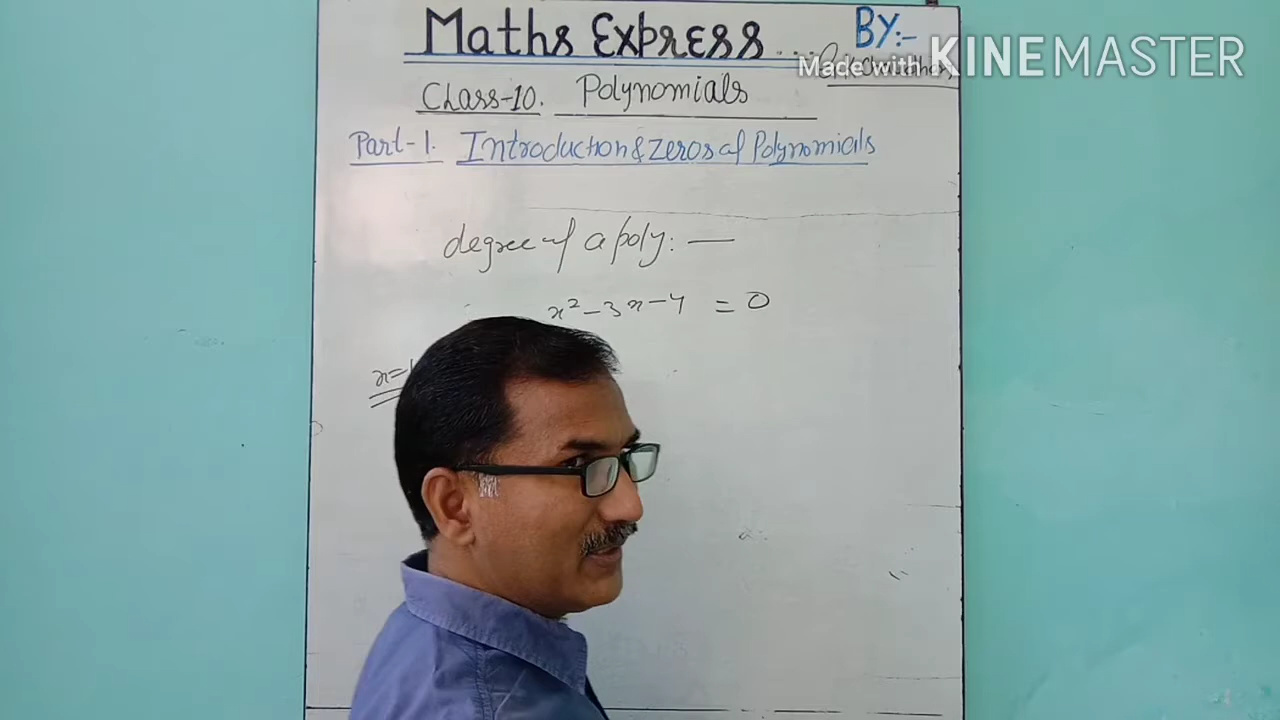 Maths Express ... BY:-
Made with KINEMASTER
Class-10. Polynomials
Part-1. Introduction & Zeros of Polynomials
degree of a poly: —
x² - 3x - 4 = 0
x=